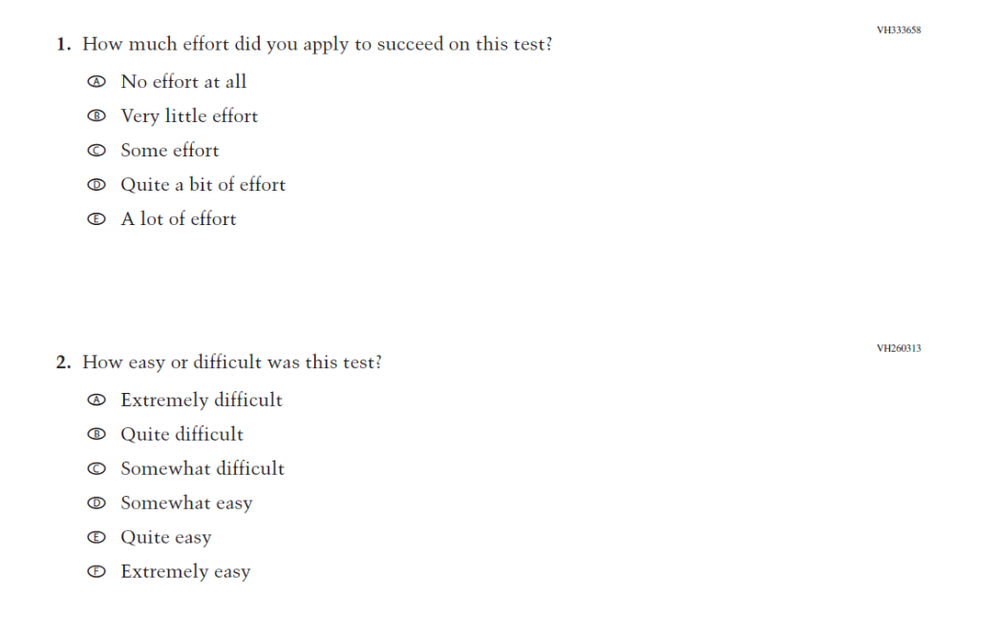 VH333658
1. How much effort did you apply to succeed on this test?
Ⓐ No effort at all
Ⓑ Very little effort
Ⓒ Some effort
Ⓓ Quite a bit of effort
Ⓔ A lot of effort
VH260313
2. How easy or difficult was this test?
Ⓐ Extremely difficult
Ⓑ Quite difficult
Ⓒ Somewhat difficult
Ⓓ Somewhat easy
Ⓔ Quite easy
Ⓕ Extremely easy